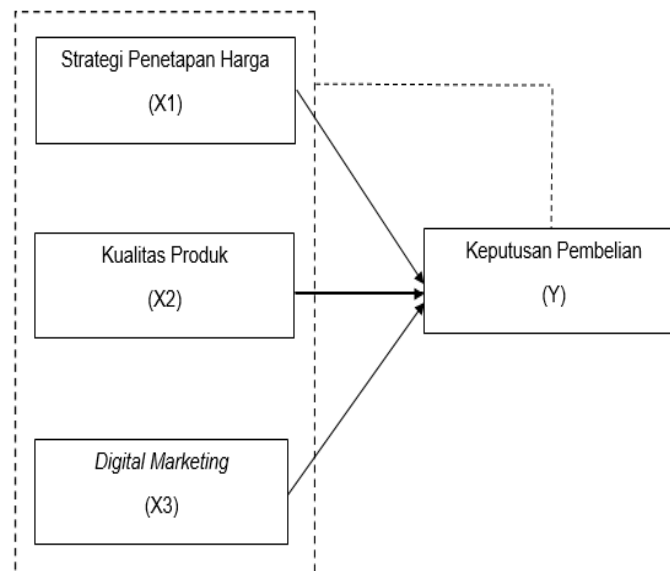 Strategi Penetapan Harga
(X1)
Kualitas Produk
(X2)
Keputusan Pembelian
(Y)
Digital Marketing
(X3)